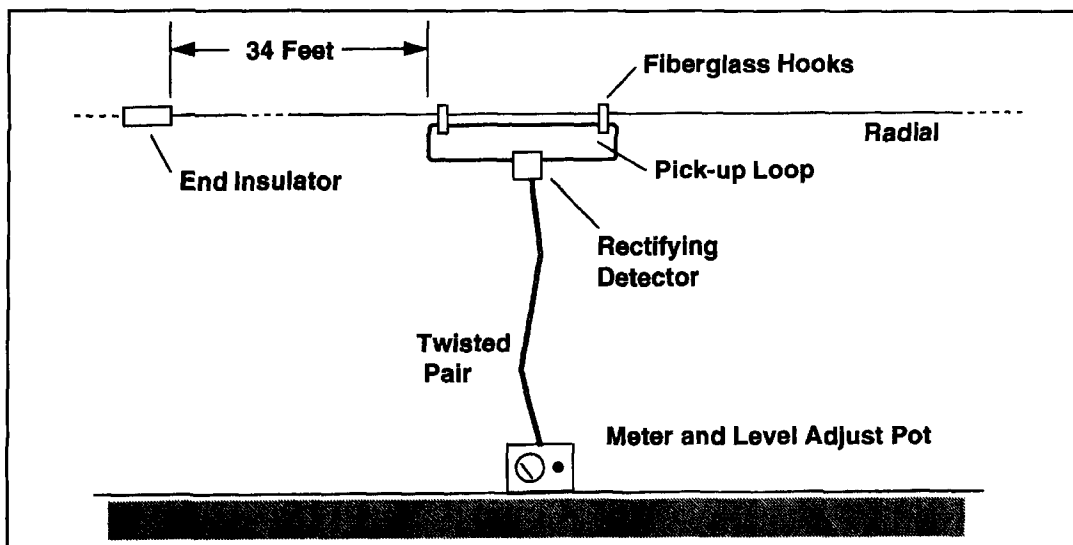 34 Feet
Fiberglass Hooks
Radial
End Insulator
Pick-up Loop
Rectifying
Detector
Twisted
Pair
Meter and Level Adjust Pot